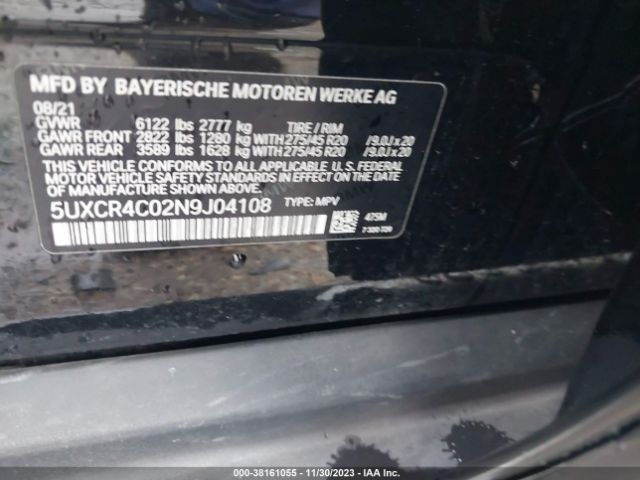 MFD BY BAYERISCHE MOTOREN WERKE AG
08/21
GVWR 6122 lbs 2777 kg TIRE / RIM
GAWR FRONT 2822 lbs 1280 kg WITH 275/45 R20 /9.0J x 20
GAWR REAR 3589 lbs 1628 kg WITH 275/45 R20 /9.0J x 20
THIS VEHICLE CONFORMS TO ALL APPLICABLE U.S. FEDERAL
MOTOR VEHICLE SAFETY STANDARDS IN EFFECT ON THE DATE OF
MANUFACTURE SHOWN ABOVE.
5UXCR4C02N9J04108 TYPE: MPV
475M
000-38161055 - 11/30/2023 - IAA Inc.